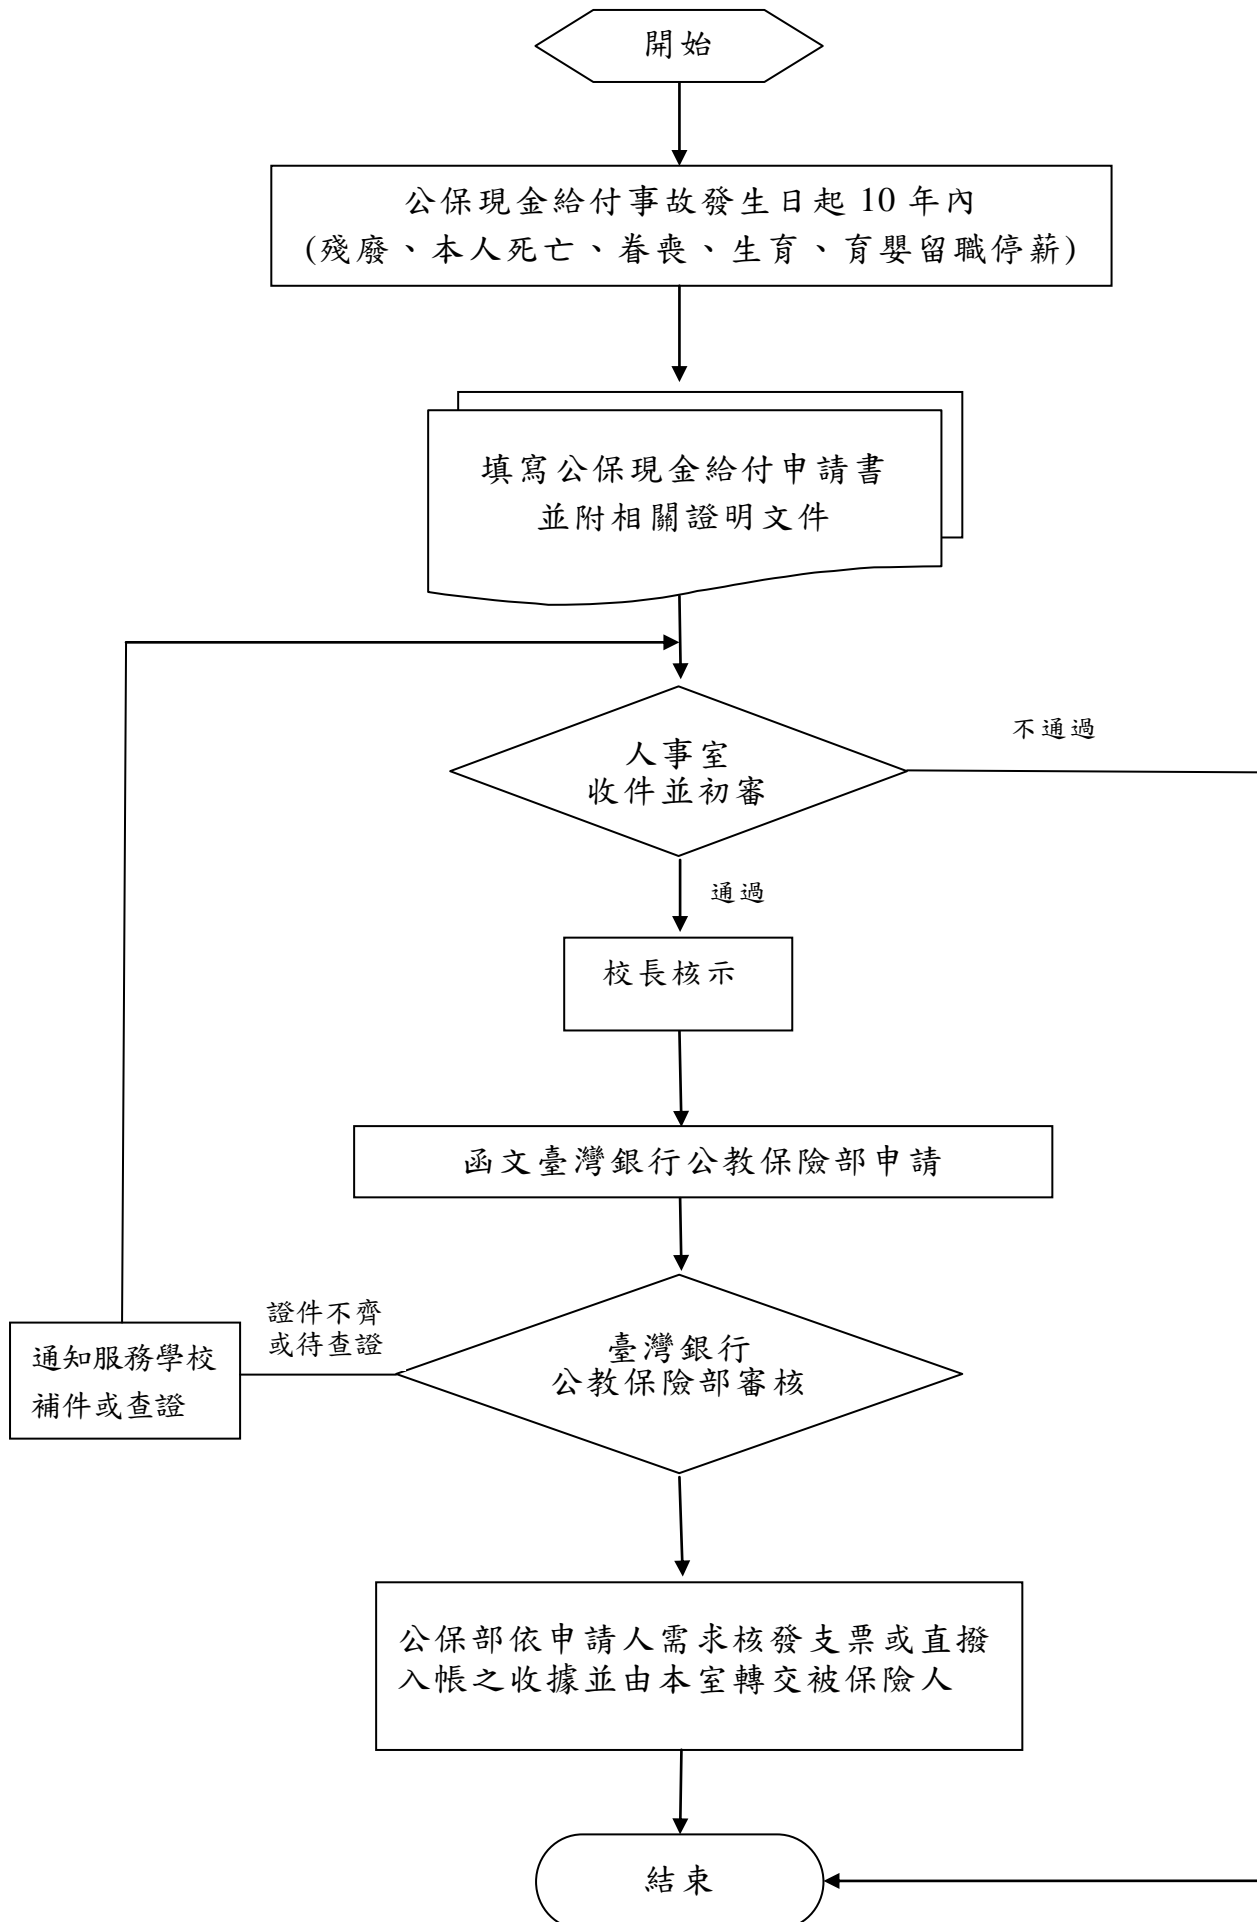 開始
公保現金給付事故發生日起 10 年內
(殘廢、本人死亡、眷喪、生育、育嬰留職停薪)
填寫公保現金給付申請書
並附相關證明文件
人事室
收件並初審
不通過
通過
校長核示
函文臺灣銀行公教保險部申請
證件不齊
或待查證
通知服務學校
補件或查證
臺灣銀行
公教保險部審核
公保部依申請人需求核發支票或直撥
入帳之收據並由本室轉交被保險人
結束